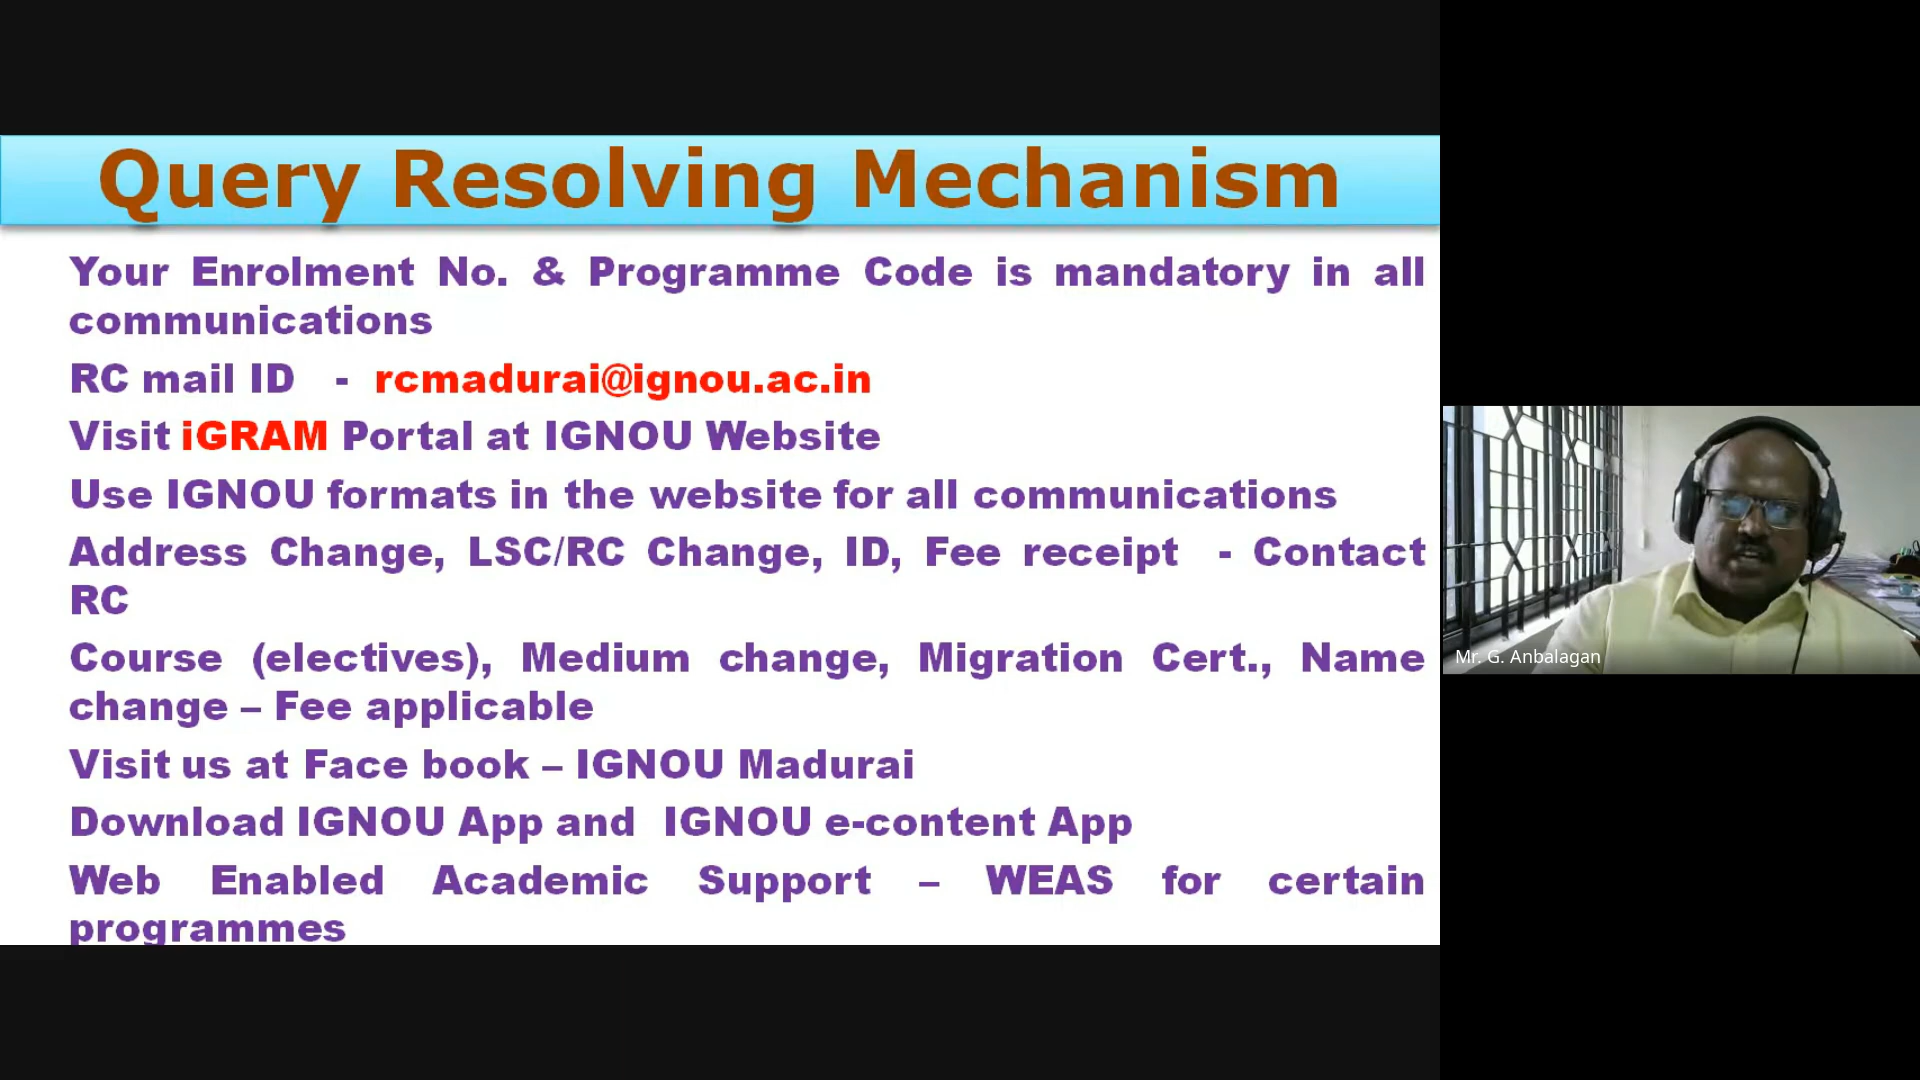 Query Resolving Mechanism
Your Enrolment No. & Programme Code is mandatory in all
communications
RC mail ID - rcmadurai@ignou.ac.in
Visit iGRAM Portal at IGNOU Website
Use IGNOU formats in the website for all communications
Address Change, LSC/RC Change, ID, Fee receipt - Contact
RC
Course (electives), Medium change, Migration Cert., Name
change – Fee applicable
Visit us at Face book – IGNOU Madurai
Download IGNOU App and IGNOU e-content App
Web Enabled Academic Support – WEAS for certain
programmes
Mr. G. Anbalagan